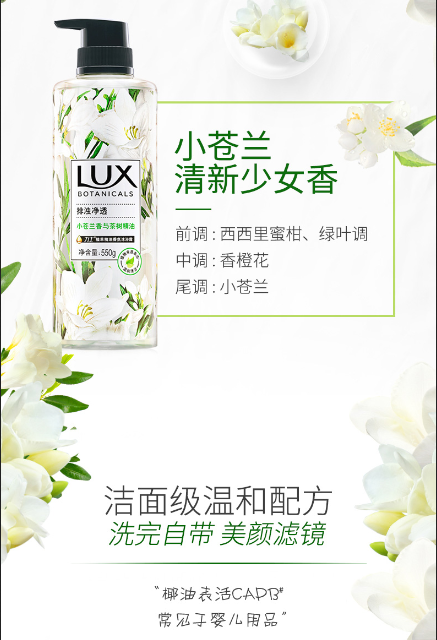 LUX
BOTANICALS
排浊净透
小苍兰香与茶树精油
净含量:550g
小苍兰
清新少女香
前调:西西里蜜柑、绿叶调
中调:香橙花
尾调:小苍兰
洁面级温和配方
洗完自带 美颜滤镜
“椰油表活CAPB#
常见于婴儿用品”